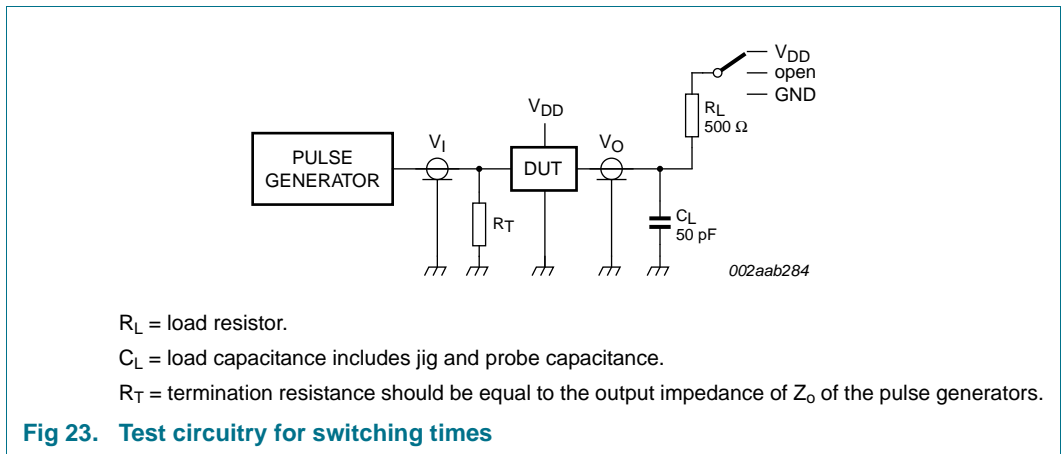 V_DD
open
GND
R_L
500 Ω
V_DD
V_I
V_O
PULSE
GENERATOR
DUT
R_T
C_L
50 pF
002aab284
R_L = load resistor.
C_L = load capacitance includes jig and probe capacitance.
R_T = termination resistance should be equal to the output impedance of Z_o of the pulse generators.
Fig 23. Test circuitry for switching times